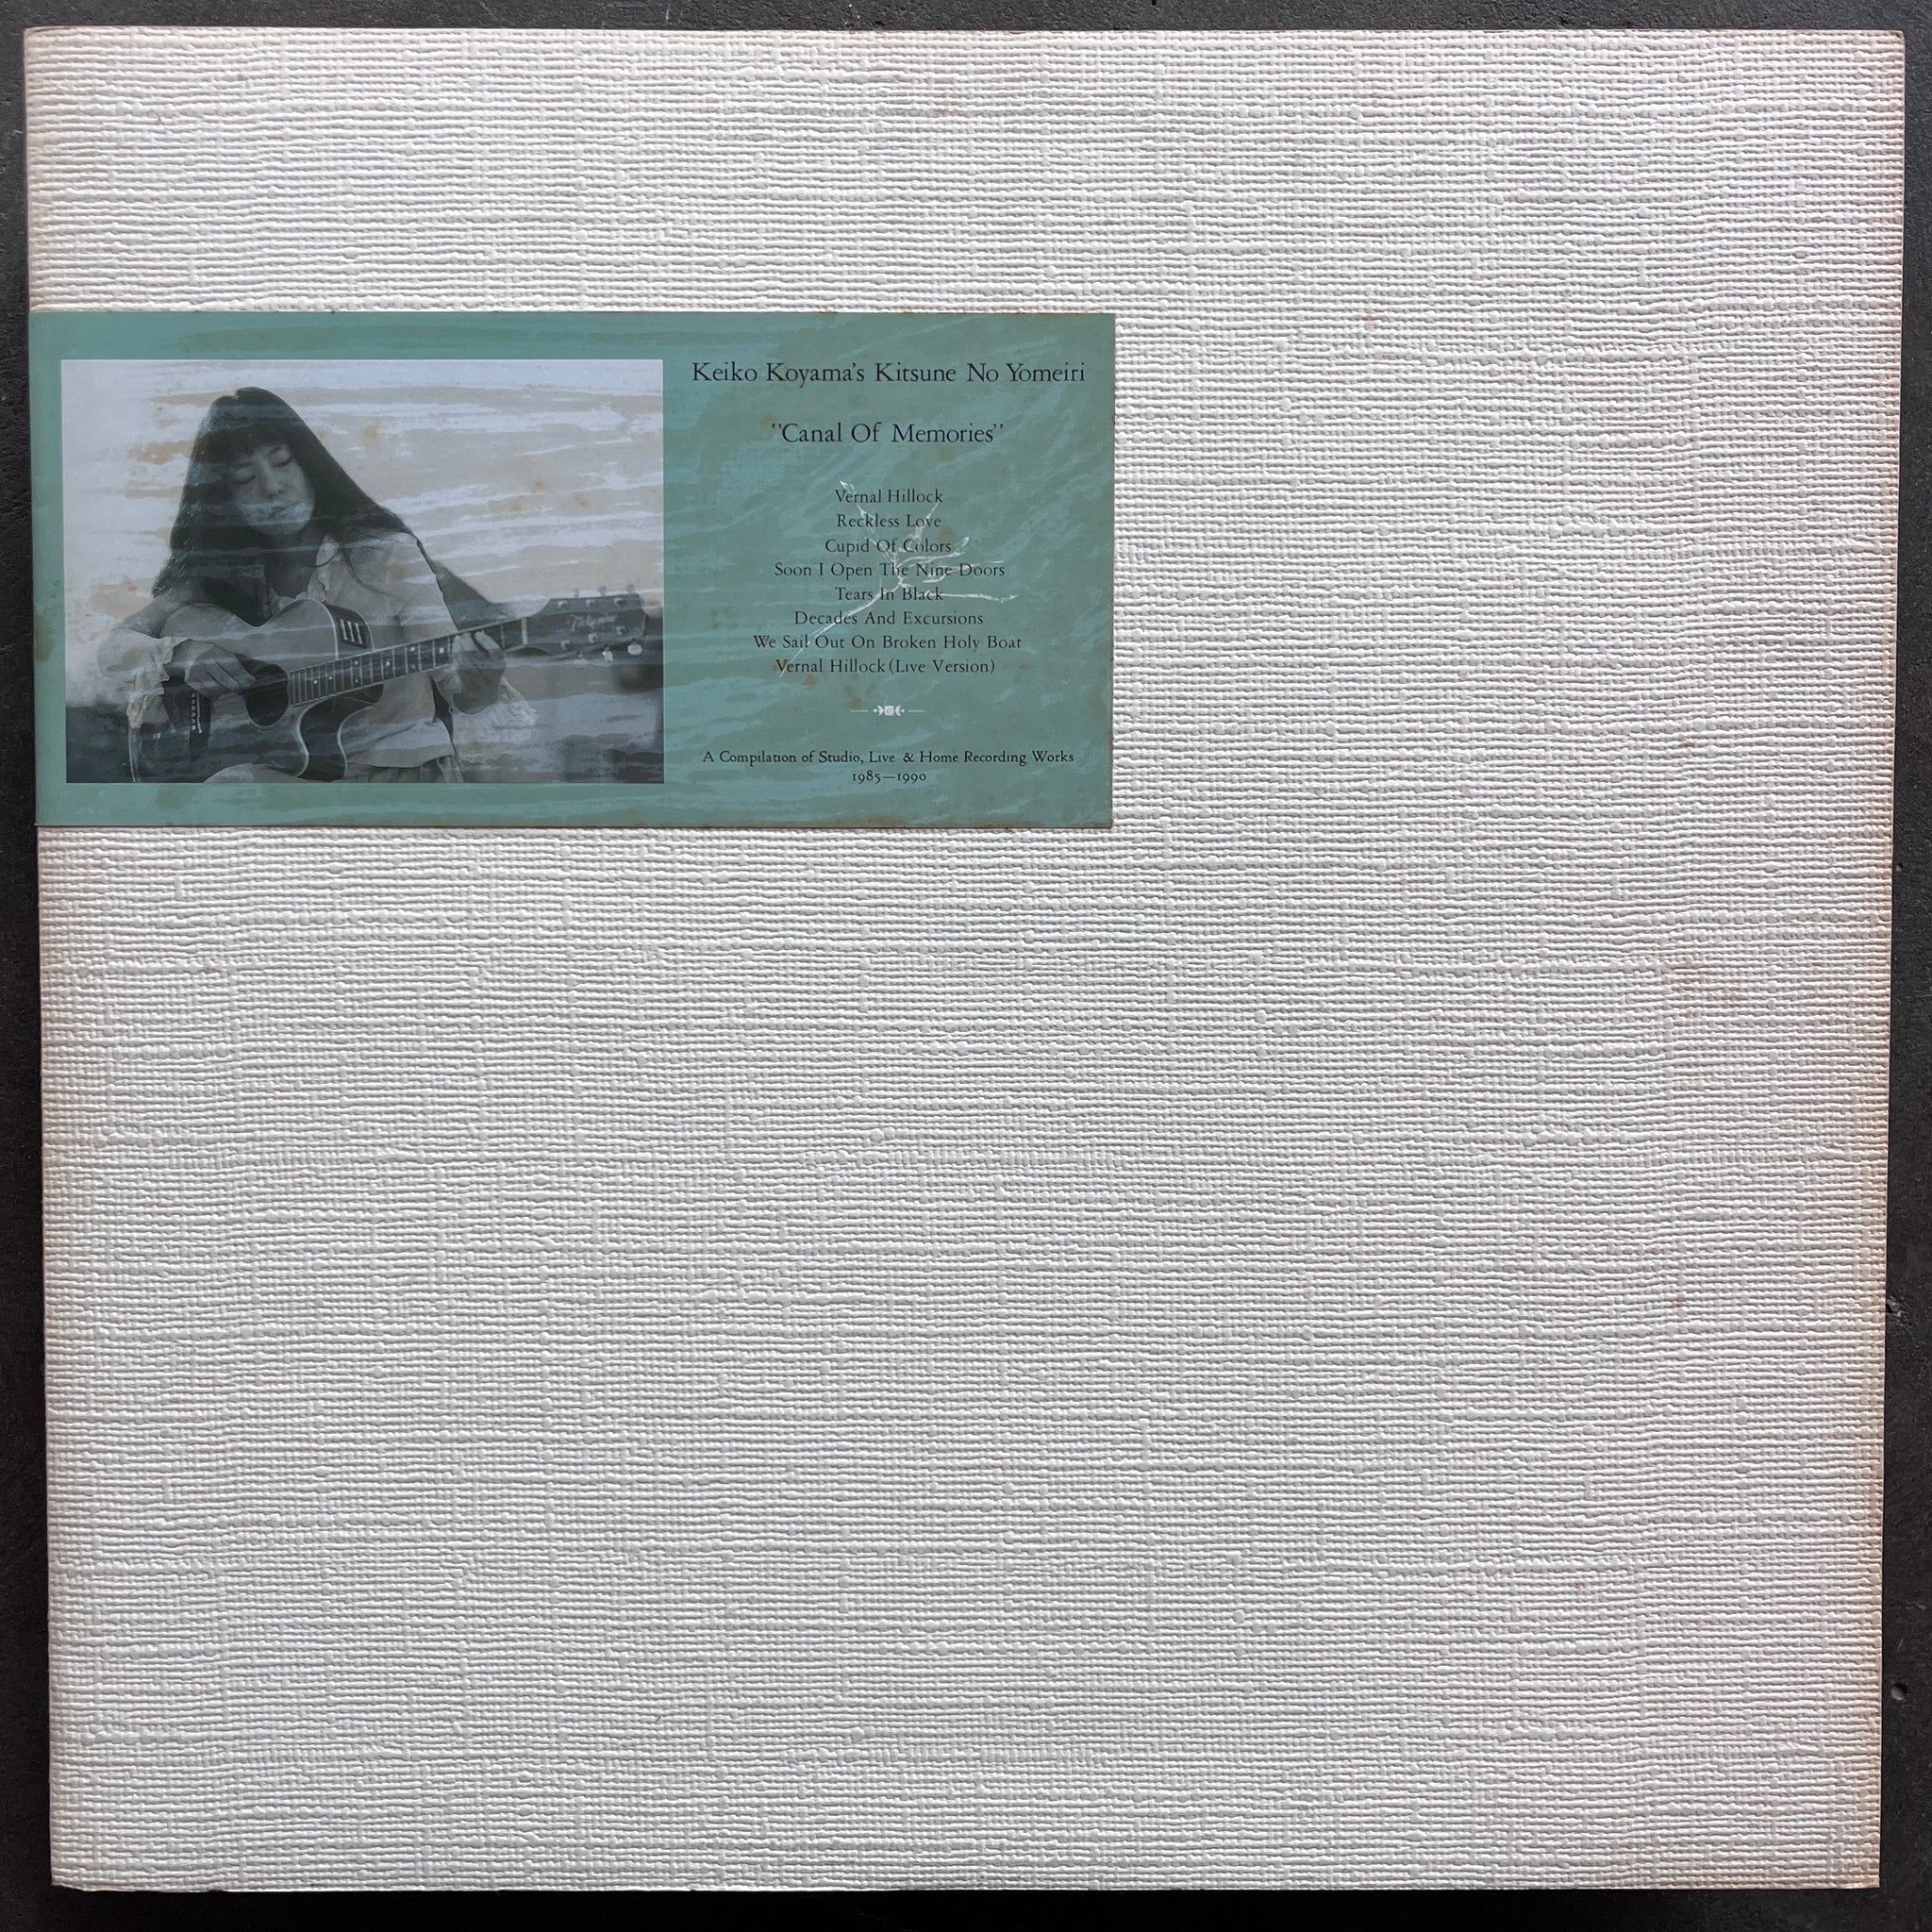 Keiko Koyama's Kitsune No Yomeiri
"Canal Of Memories"
Vernal Hillock
Reckless Love
Cupid Of Colors
Soon I Open The Nine Doors
Tears In Black
Decades And Excursions
We Sail Out On Broken Holy Boat
Vernal Hillock (Live Version)
A Compilation of Studio, Live & Home Recording Works
1985—1990